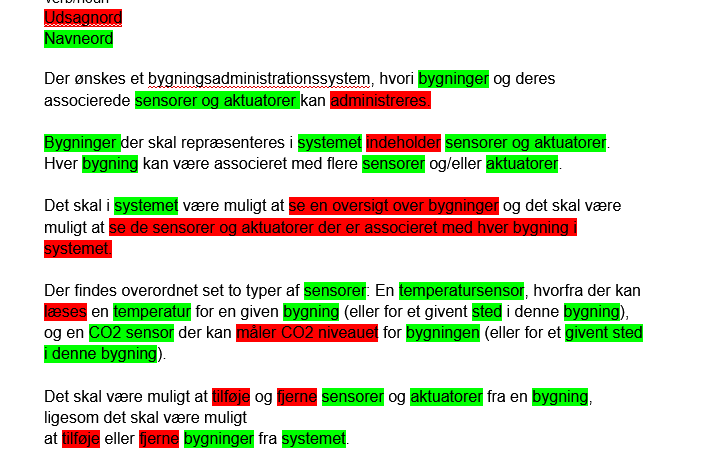 Udsagnord
Navneord
Der ønskes et bygningsadministrationssystem, hvori bygninger og deres
associerede sensorer og aktuatorer kan administreres.
Bygninger der skal repræsenteres i systemet indeholder sensorer og aktuatorer.
Hver bygning kan være associeret med flere sensorer og/eller aktuatorer.
Det skal i systemet være muligt at se en oversigt over bygninger og det skal være
muligt at se de sensorer og aktuatorer der er associeret med hver bygning i
systemet.
Der findes overordnet set to typer af sensorer: En temperatursensor, hvorfra der kan
læses en temperatur for en given bygning (eller for et givent sted i denne bygning),
og en CO2 sensor der kan måler CO2 niveauet for bygningen (eller for et givent sted
i denne bygning).
Det skal være muligt at tilføje og fjerne sensorer og aktuatorer fra en bygning,
ligesom det skal være muligt
at tilføje eller fjerne bygninger fra systemet.